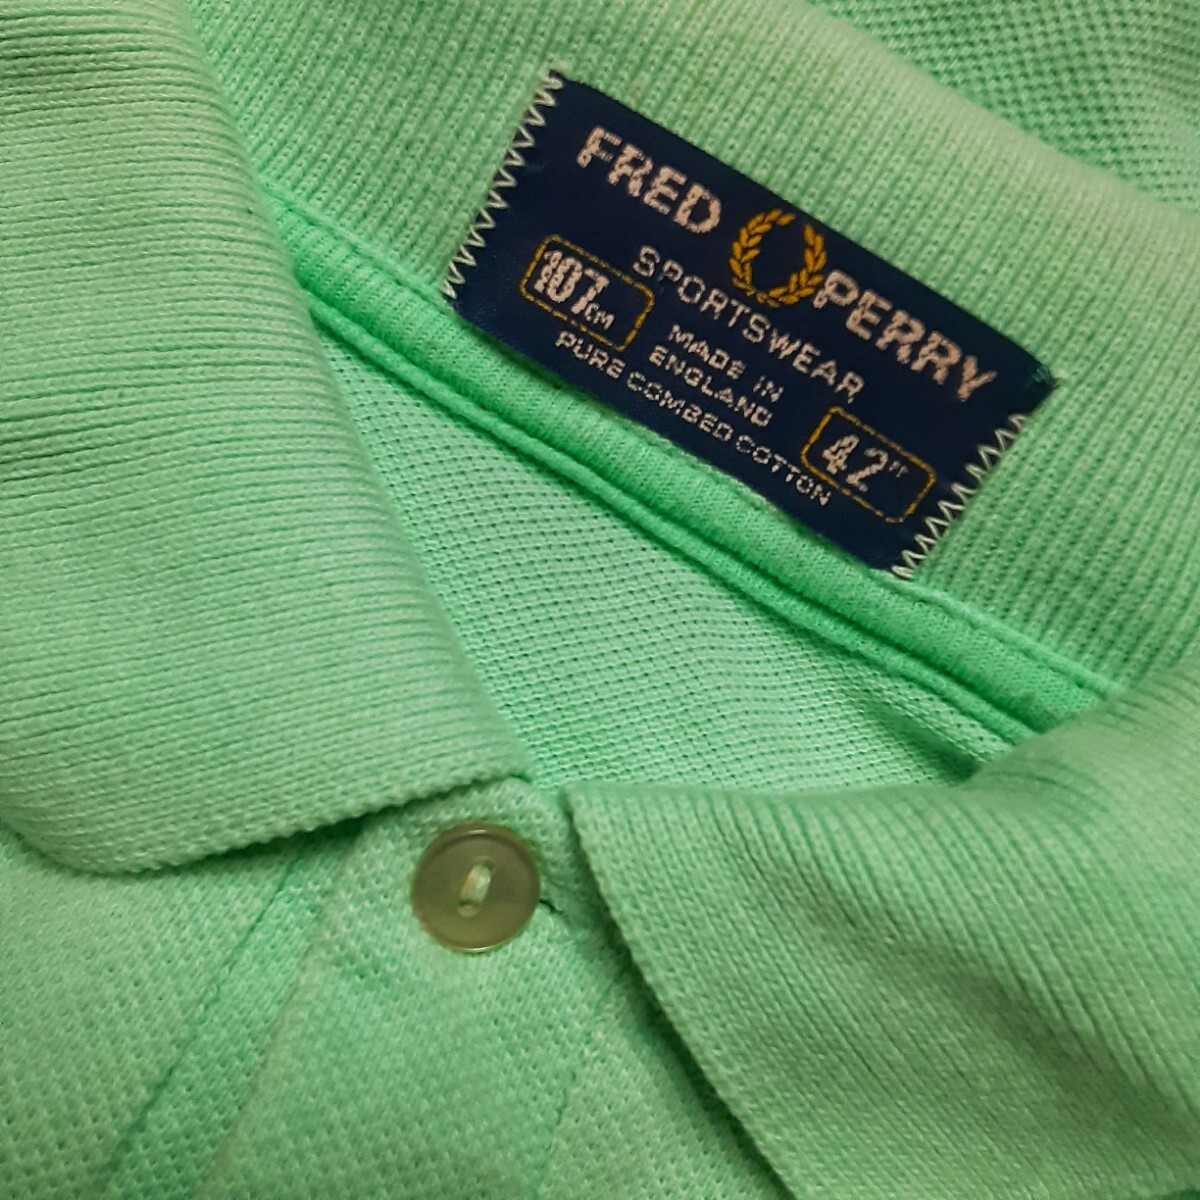 FRED PERRY
SPORTSWEAR
107CM
MADE IN
ENGLAND
PURE COMBED COTTON
42"